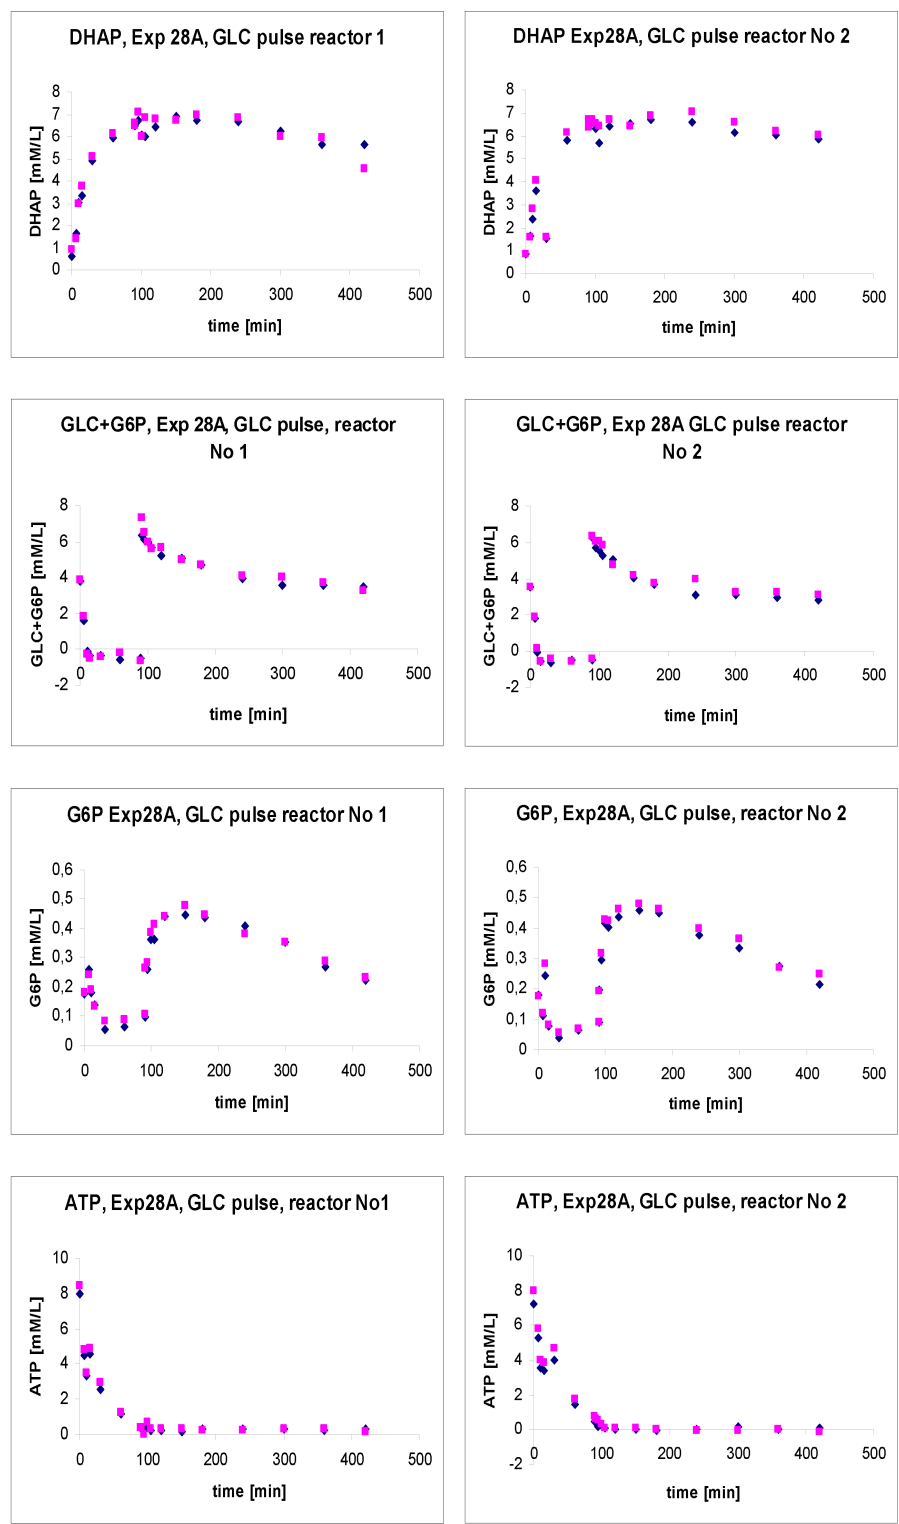 DHAP, Exp 28A, GLC pulse reactor 1
8
7
6
5
4
3
2
1
0
DHAP [mM/L]
0 100 200 300 400 500
time [min]
DHAP Exp28A, GLC pulse reactor No 2
8
7
6
5
4
3
2
1
0
DHAP [mM/L]
0 100 200 300 400 500
time [min]
GLC+G6P, Exp 28A, GLC pulse, reactor
No 1
8
6
4
2
0
-2
GLC+G6P [mM/L]
0 100 200 300 400 500
time [min]
GLC+G6P, Exp 28A GLC pulse reactor
No 2
8
6
4
2
0
-2
GLC+G6P [mM/L]
0 100 200 300 400 500
time [min]
G6P Exp28A, GLC pulse reactor No 1
0,6
0,5
0,4
0,3
0,2
0,1
0
G6P [mM/L]
0 100 200 300 400 500
time [min]
G6P, Exp28A, GLC pulse, reactor No 2
0,6
0,5
0,4
0,3
0,2
0,1
0
G6P [mM/L]
0 100 200 300 400 500
time [min]
ATP, Exp28A, GLC pulse, reactor No1
10
8
6
4
2
0
ATP [mM/L]
0 100 200 300 400 500
time [min]
ATP, Exp28A, GLC pulse, reactor No 2
10
8
6
4
2
0
-2
ATP [mM/L]
0 100 200 300 400 500
time [min]